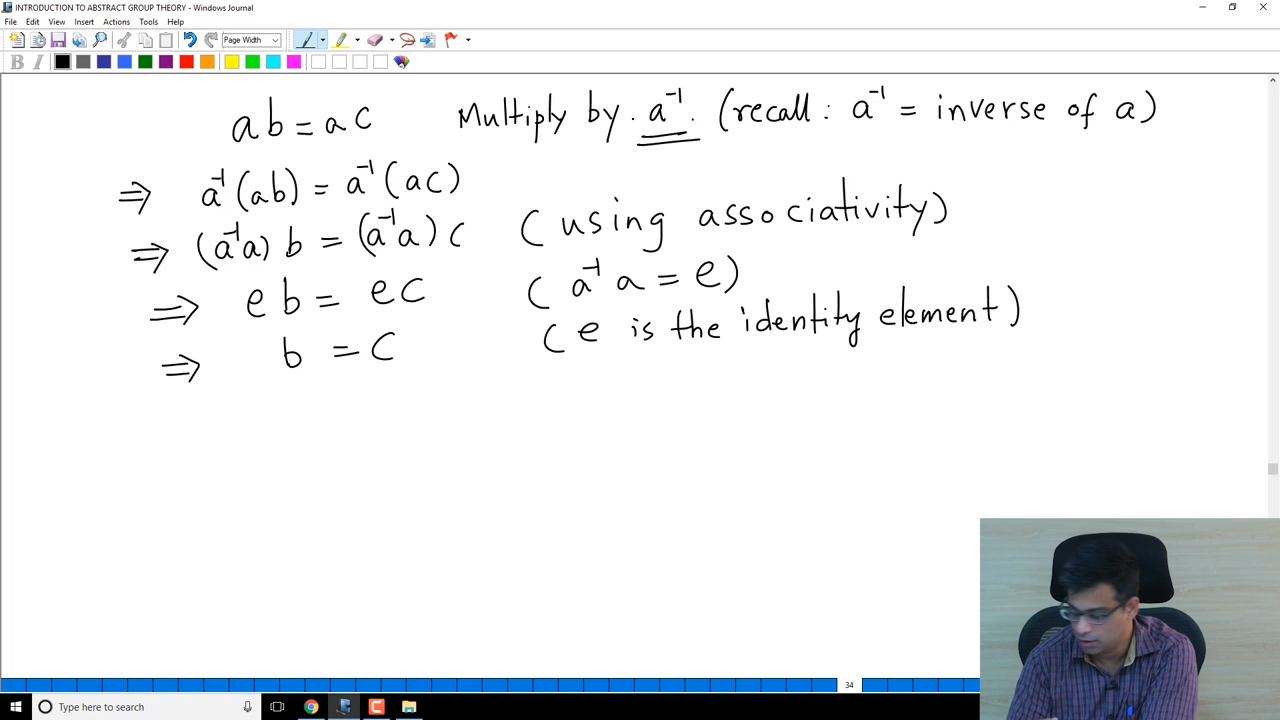 INTRODUCTION TO ABSTRACT GROUP THEORY - Windows Journal
File Edit View Insert Actions Tools Help
Page Width
B I
ab = ac Multiply by a⁻¹. (recall: a⁻¹ = inverse of a)
⇒ a⁻¹(ab) = a⁻¹(ac)
⇒ (a⁻¹a) b = (a⁻¹a) c (using associativity)
⇒ eb = ec (a⁻¹a = e)
⇒ b = c (e is the identity element)
34
Type here to search